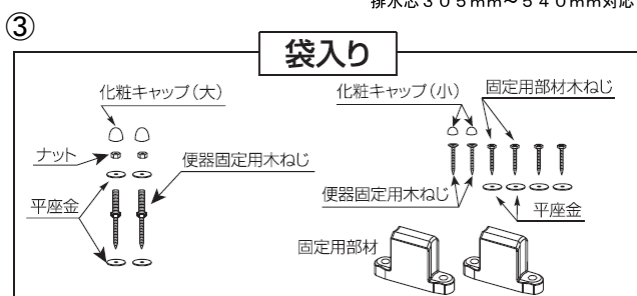 排水芯305mm~540mm対応
③
袋入り
化粧キャップ(大)
ナット
便器固定用木ねじ
平座金
化粧キャップ(小)
固定用部材木ねじ
便器固定用木ねじ
平座金
固定用部材